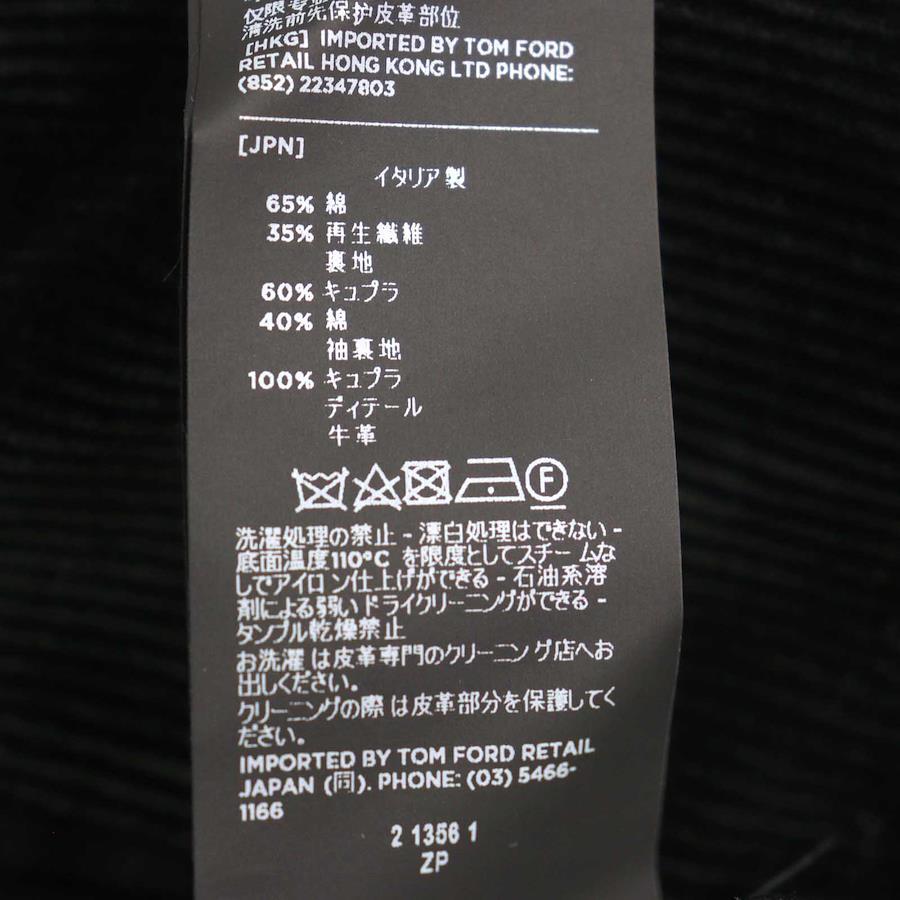 仅限专
清洗前先保护皮革部位
[HKG] IMPORTED BY TOM FORD
RETAIL HONG KONG LTD PHONE:
(852) 22347803
[JPN]
イタリア製
65% 綿
35% 再生繊維
裏地
60% キュプラ
40% 綿
袖裏地
100% キュプラ
ディテール
牛革
F
洗濯処理の禁止 - 漂白処理はできない -
底面温度110°C を限度としてスチームな
しでアイロン仕上げができる - 石油系溶
剤による弱いドライクリーニングができる -
タンブル乾燥禁止
お洗濯は皮革専門のクリーニング店へお
出しください。
クリーニングの際は皮革部分を保護してく
ださい。
IMPORTED BY TOM FORD RETAIL
JAPAN (同). PHONE: (03) 5466-
1166
2 1356 1
ZP